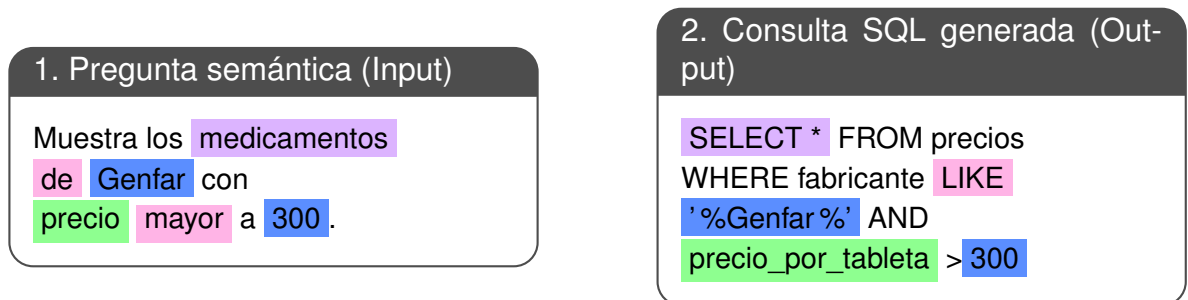 1. Pregunta semántica (Input)
Muestra los medicamentos
de Genfar con
precio mayor a 300.
2. Consulta SQL generada (Out-
put)
SELECT * FROM precios
WHERE fabricante LIKE
'%Genfar%' AND
precio_por_tableta > 300